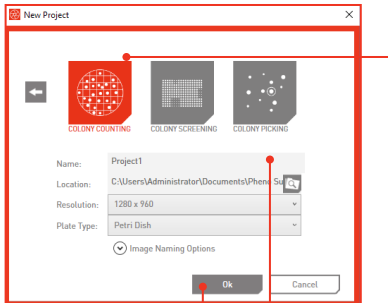 New Project
COLONY COUNTING COLONY SCREENING COLONY PICKING
Name: Project1
Location: C:\Users\Administrator\Documents\Pheno Su
Resolution: 1280 x 960
Plate Type: Petri Dish
Image Naming Options
Ok Cancel